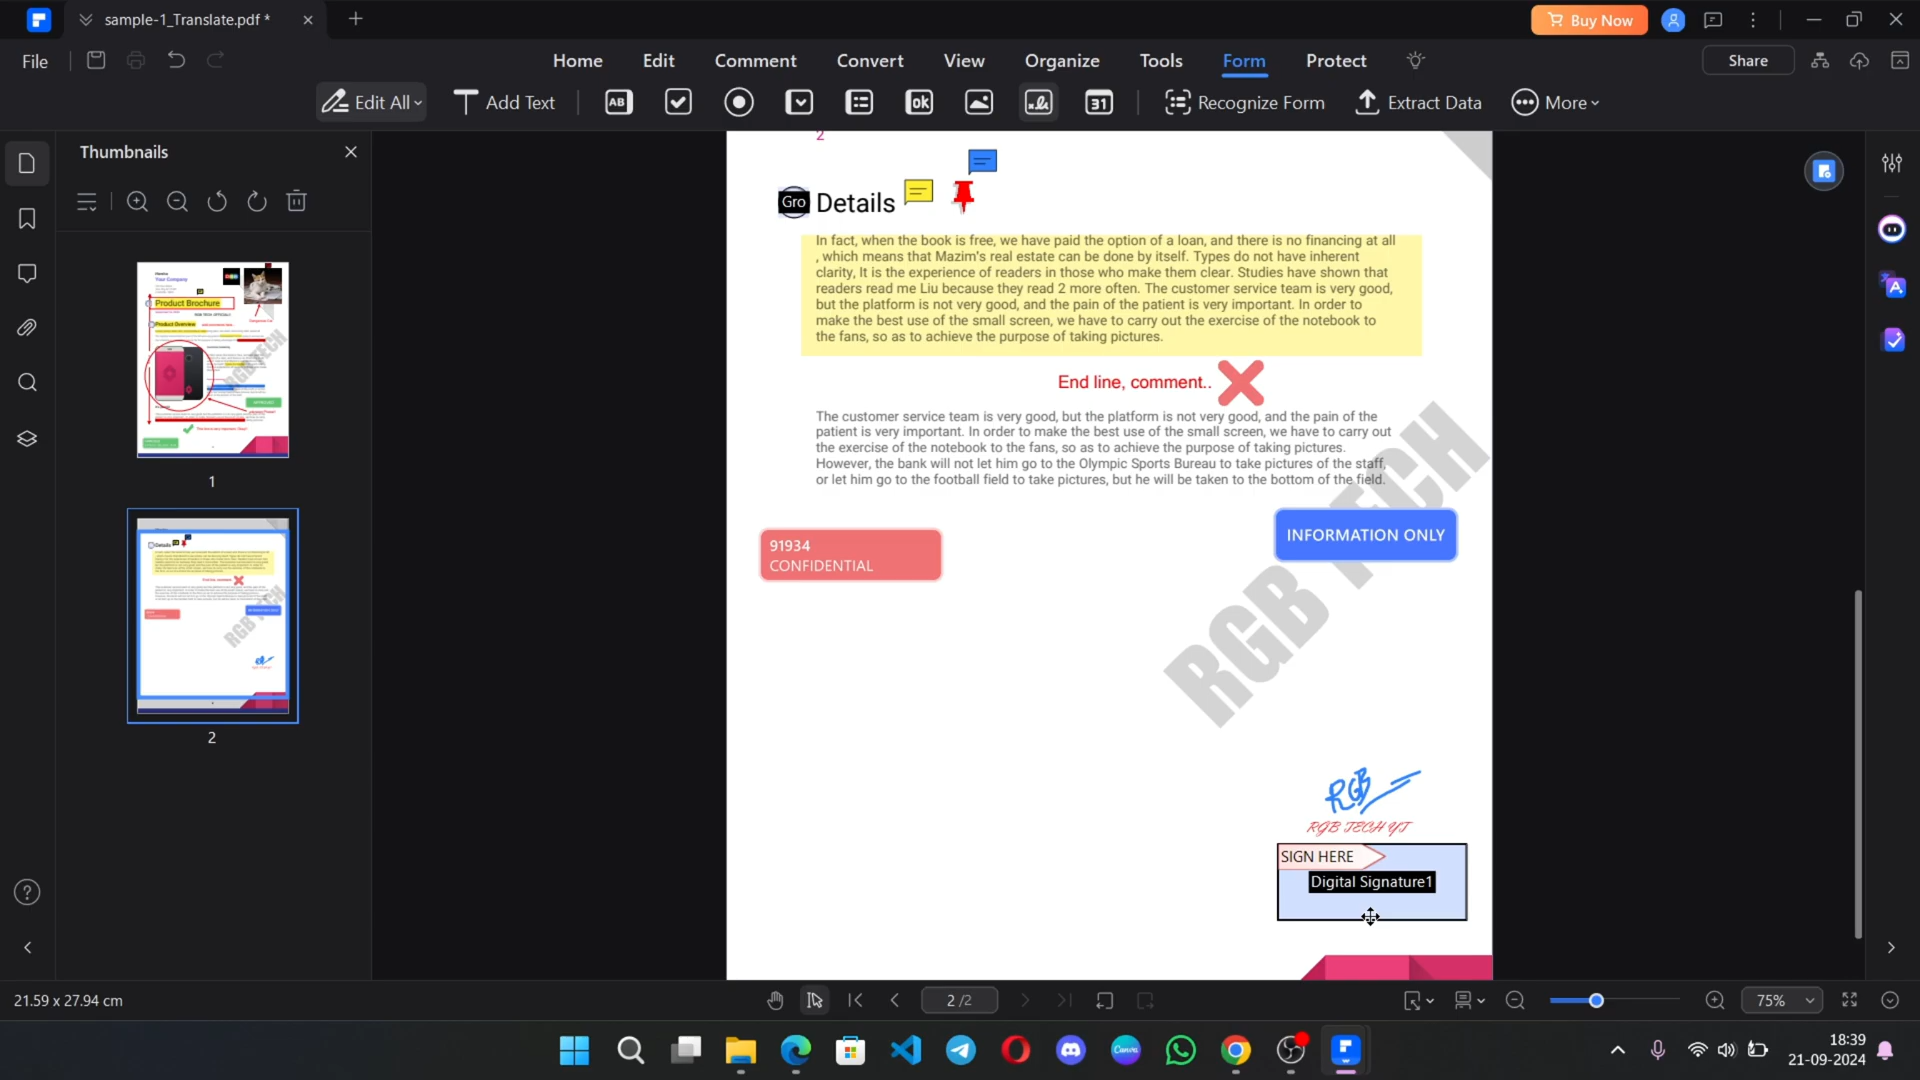 sample-1_Translate.pdf *
Buy Now
File
Home
Edit
Comment
Convert
View
Organize
Tools
Form
Protect
Share
Edit All
Add Text
Recognize Form
Extract Data
More
Thumbnails
1
2
2
Gro Details
In fact, when the book is free, we have paid the option of a loan, and there is no financing at all
, which means that Mazim's real estate can be done by itself. Types do not have inherent
clarity, It is the experience of readers in those who make them clear. Studies have shown that
readers read me Liu because they read 2 more often. The customer service team is very good,
but the platform is not very good, and the pain of the patient is very important. In order to
make the best use of the small screen, we have to carry out the exercise of the notebook to
the fans, so as to achieve the purpose of taking pictures.
End line, comment..
The customer service team is very good, but the platform is not very good, and the pain of the
patient is very important. In order to make the best use of the small screen, we have to carry out
the exercise of the notebook to the fans, so as to achieve the purpose of taking pictures.
However, the bank will not let him go to the Olympic Sports Bureau to take pictures of the staff,
or let him go to the football field to take pictures, but he will be taken to the bottom of the field.
91934
CONFIDENTIAL
INFORMATION ONLY
RGB TECH
RGB
RGB TECH YT
SIGN HERE
Digital Signature1
21.59 x 27.94 cm
2 /2
75%
18:39
21-09-2024